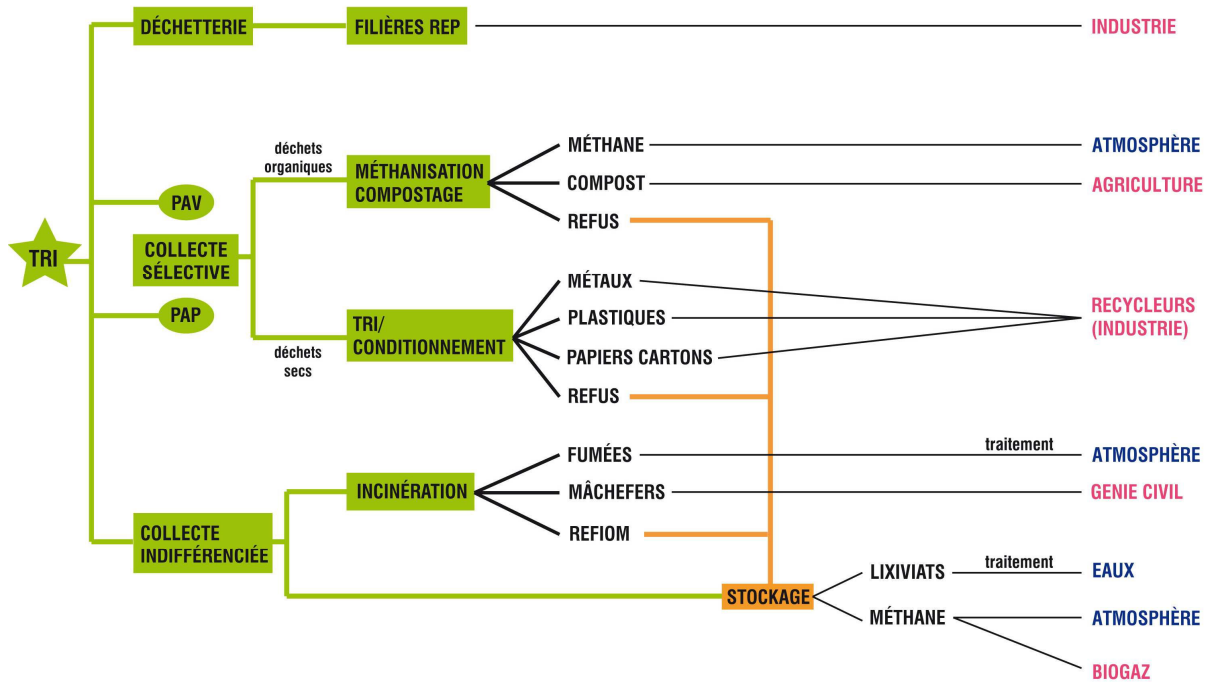 DÉCHETTERIE
FILIÈRES REP
INDUSTRIE
déchets
organiques
MÉTHANISATION
COMPOSTAGE
MÉTHANE
ATMOSPHÈRE
COMPOST
AGRICULTURE
REFUS
PAV
TRI
COLLECTE
SÉLECTIVE
PAP
déchets
secs
TRI/
CONDITIONNEMENT
MÉTAUX
PLASTIQUES
PAPIERS CARTONS
REFUS
RECYCLEURS
(INDUSTRIE)
COLLECTE
INDIFFÉRENCIÉE
INCINÉRATION
FUMÉES
traitement
ATMOSPHÈRE
MÂCHEFERS
GENIE CIVIL
REFIOM
STOCKAGE
LIXIVIATS
traitement
EAUX
MÉTHANE
ATMOSPHÈRE
BIOGAZ